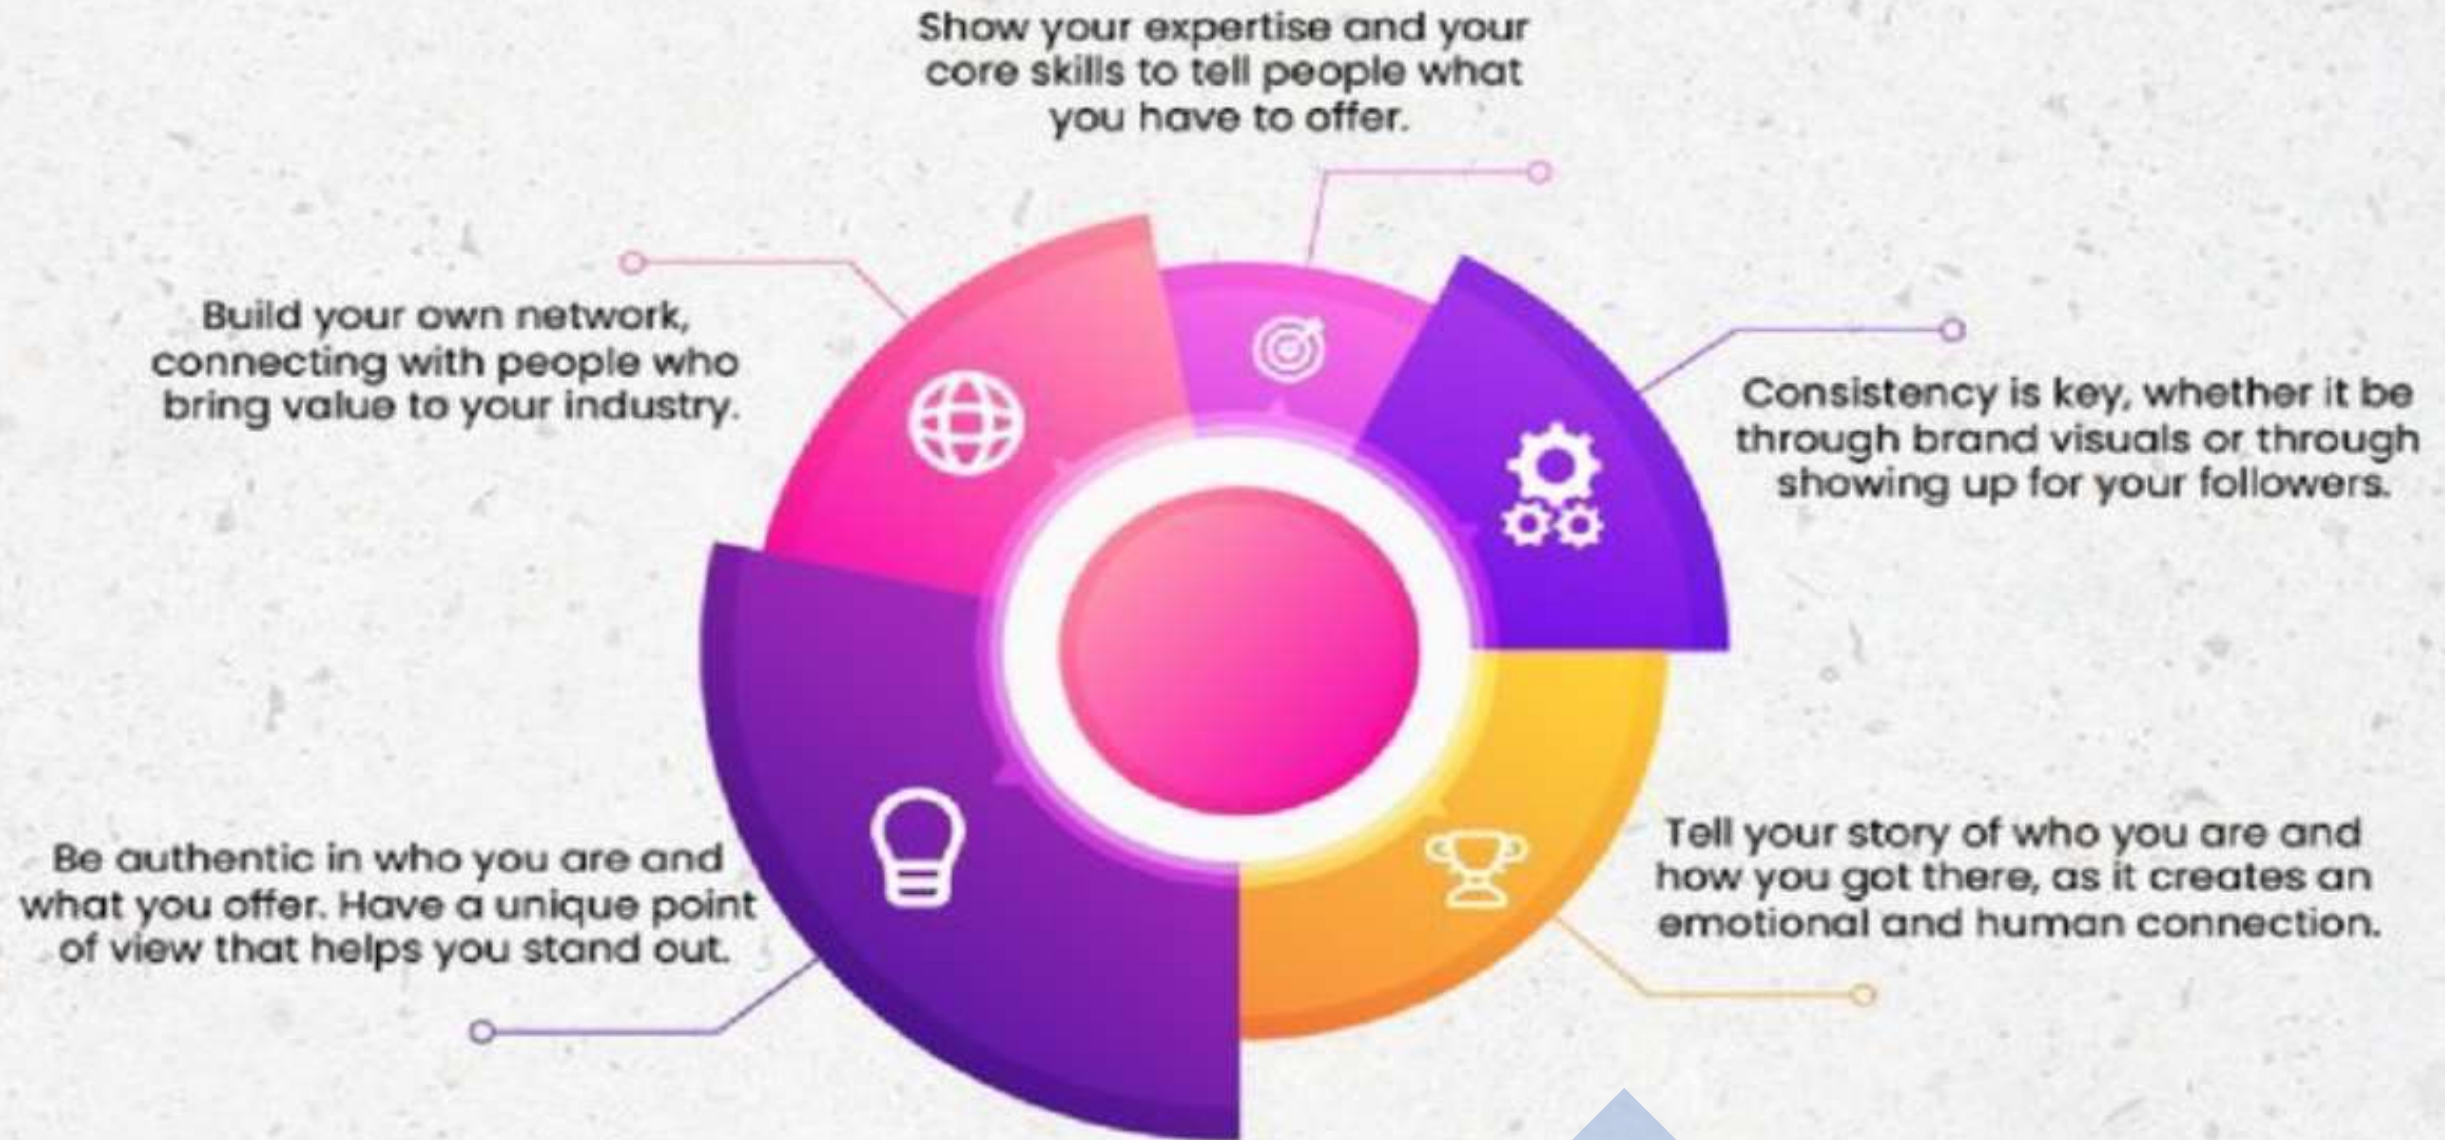 Show your expertise and your
core skills to tell people what
you have to offer.
Build your own network,
connecting with people who
bring value to your industry.
Consistency is key, whether it be
through brand visuals or through
showing up for your followers.
Be authentic in who you are and
what you offer. Have a unique point
of view that helps you stand out.
Tell your story of who you are and
how you got there, as it creates an
emotional and human connection.